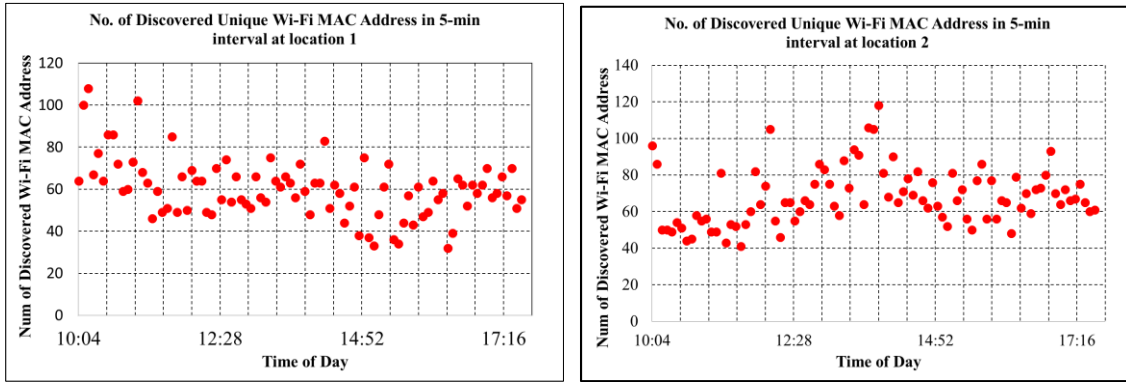 No. of Discovered Unique Wi-Fi MAC Address in 5-min
interval at location 1
Num of Discovered Wi-Fi MAC Address
120
100
80
60
40
20
0
10:04 12:28 14:52 17:16
Time of Day
No. of Discovered Unique Wi-Fi MAC Address in 5-min
interval at location 2
Num of Discovered Wi-Fi MAC Address
140
120
100
80
60
40
20
0
10:04 12:28 14:52 17:16
Time of Day